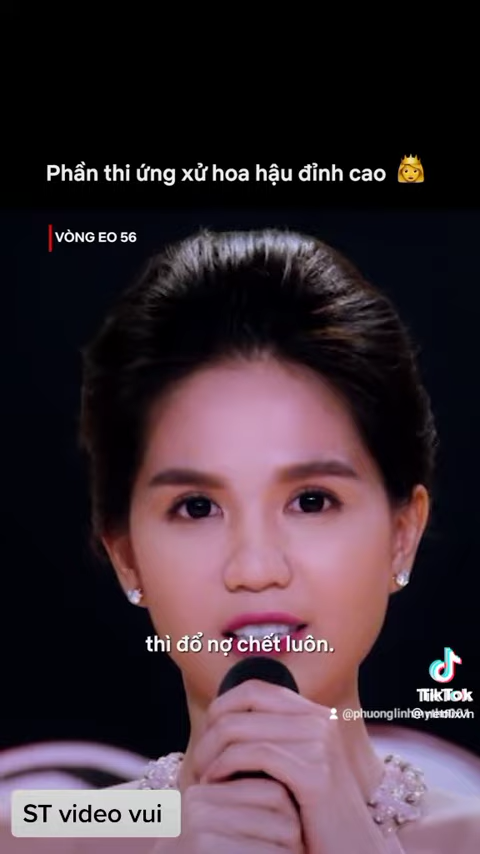 Phần thi ứng xử hoa hậu đỉnh cao
VÒNG EO 56
thì đổ nợ chết luôn.
TikTok
ST video vui